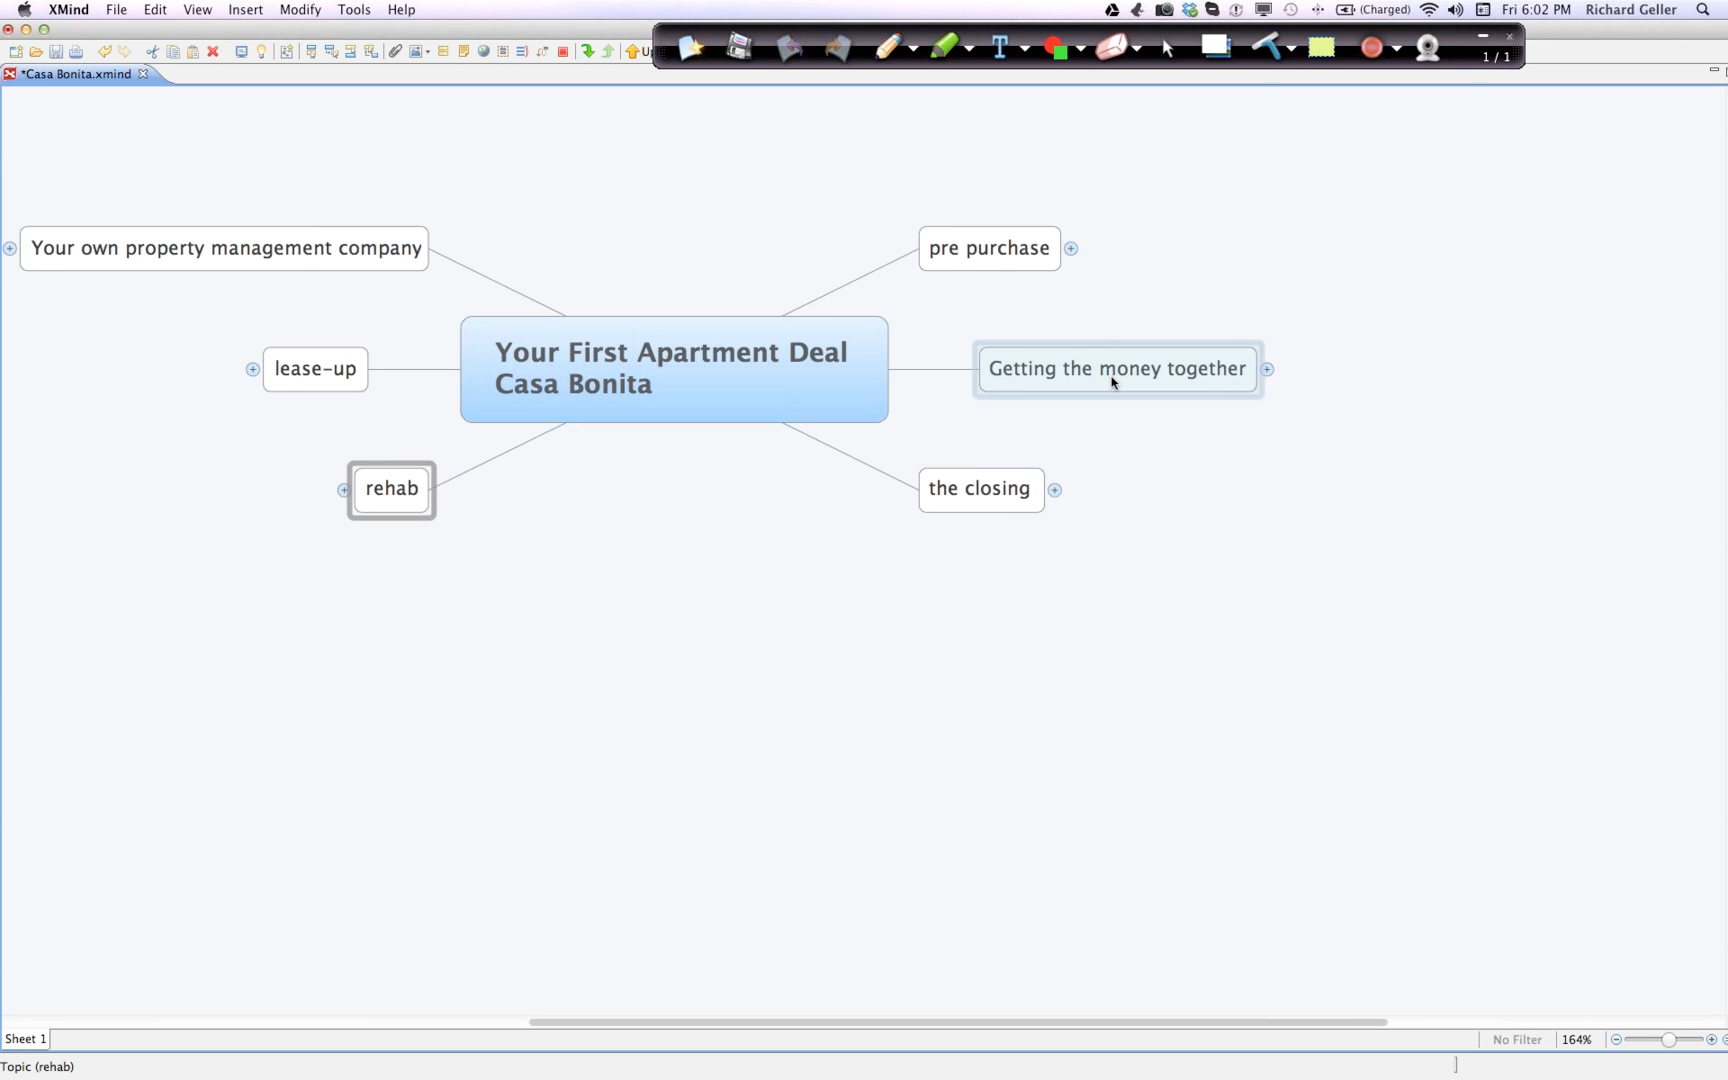 XMind File Edit View Insert Modify Tools Help (Charged) Fri 6:02 PM Richard Geller
1 / 1
*Casa Bonita.xmind
Your own property management company
pre purchase
Your First Apartment Deal
Casa Bonita
lease-up
Getting the money together
rehab
the closing
Sheet 1
No Filter 164%
Topic (rehab)